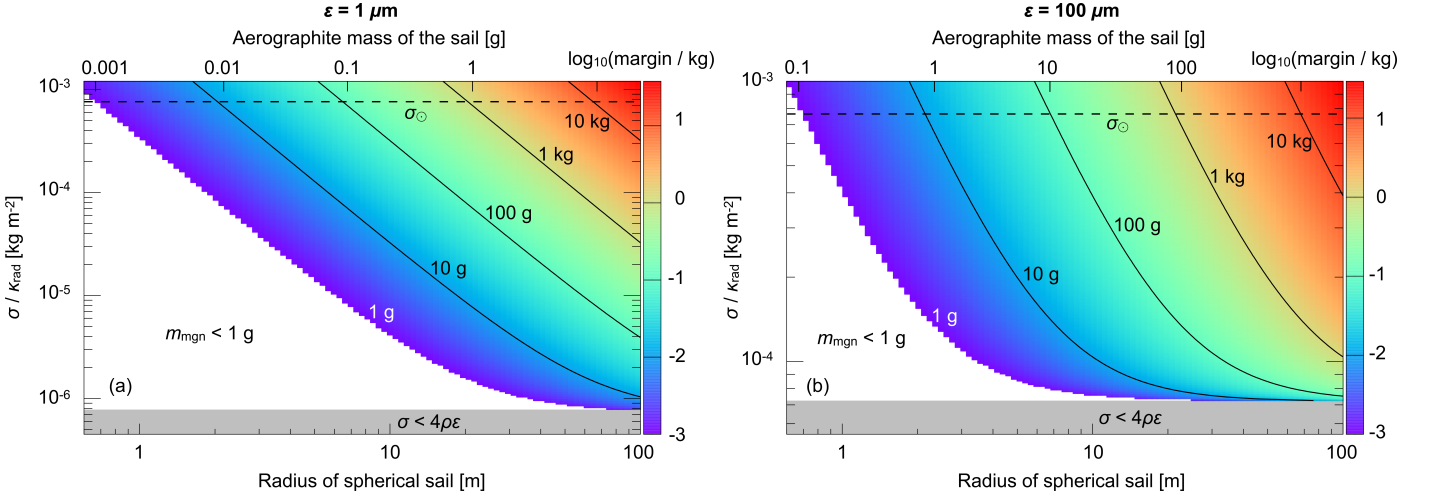 ε = 1 μm
Aerographite mass of the sail [g]
log₁₀(margin / kg)
0.001 0.01 0.1 1
10⁻³
10⁻⁴
10⁻⁵
10⁻⁶
σ / κrad [kg m⁻²]
σ☉
10 kg
1 kg
100 g
10 g
1 g
mmgn < 1 g
(a)
σ < 4ρε
1
0
-1
-2
-3
1 10 100
Radius of spherical sail [m]
ε = 100 μm
Aerographite mass of the sail [g]
log₁₀(margin / kg)
0.1 1 10 100
10⁻³
10⁻⁴
σ / κrad [kg m⁻²]
σ☉
10 kg
1 kg
100 g
10 g
1 g
mmgn < 1 g
(b)
σ < 4ρε
1
0
-1
-2
-3
1 10 100
Radius of spherical sail [m]